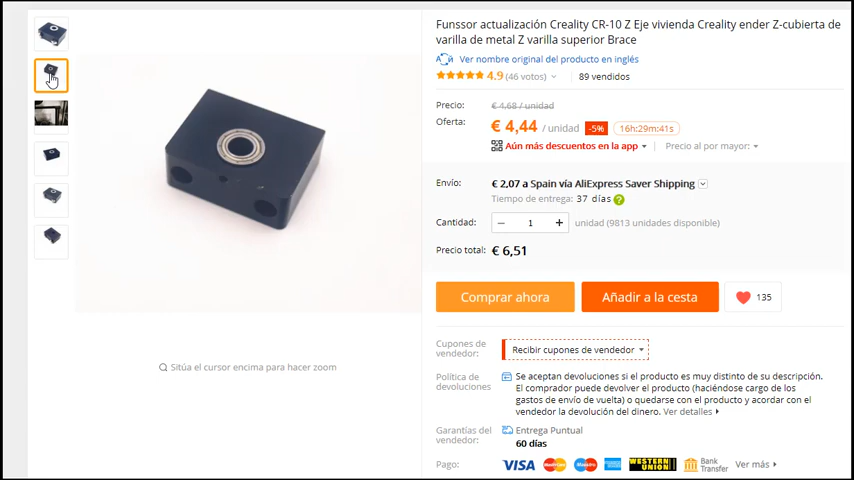 Funssor actualización Creality CR-10 Z Eje vivienda Creality ender Z-cubierta de
varilla de metal Z varilla superior Brace
Ver nombre original del producto en inglés
4.9 (46 votos) 89 vendidos
Precio: € 4,68 / unidad
Oferta: € 4,44 / unidad -5% 16h:29m:41s
Aún más descuentos en la app Precio al por mayor:
Envío: € 2,07 a Spain vía AliExpress Saver Shipping
Tiempo de entrega: 37 días ?
Cantidad: − 1 + unidad (9813 unidades disponible)
Precio total: € 6,51
Comprar ahora Añadir a la cesta 135
Sitúa el cursor encima para hacer zoom
Cupones de
vendedor: Recibir cupones de vendedor
Política de
devoluciones
Se aceptan devoluciones si el producto es muy distinto de su descripción.
El comprador puede devolver el producto (haciéndose cargo de los
gastos de envío de vuelta) o quedarse con el producto y acordar con el
vendedor la devolución del dinero. Ver detalles
Garantías del
vendedor:
Entrega Puntual
60 días
Pago: VISA MasterCard Maestro WESTERN UNION Bank Transfer Ver más